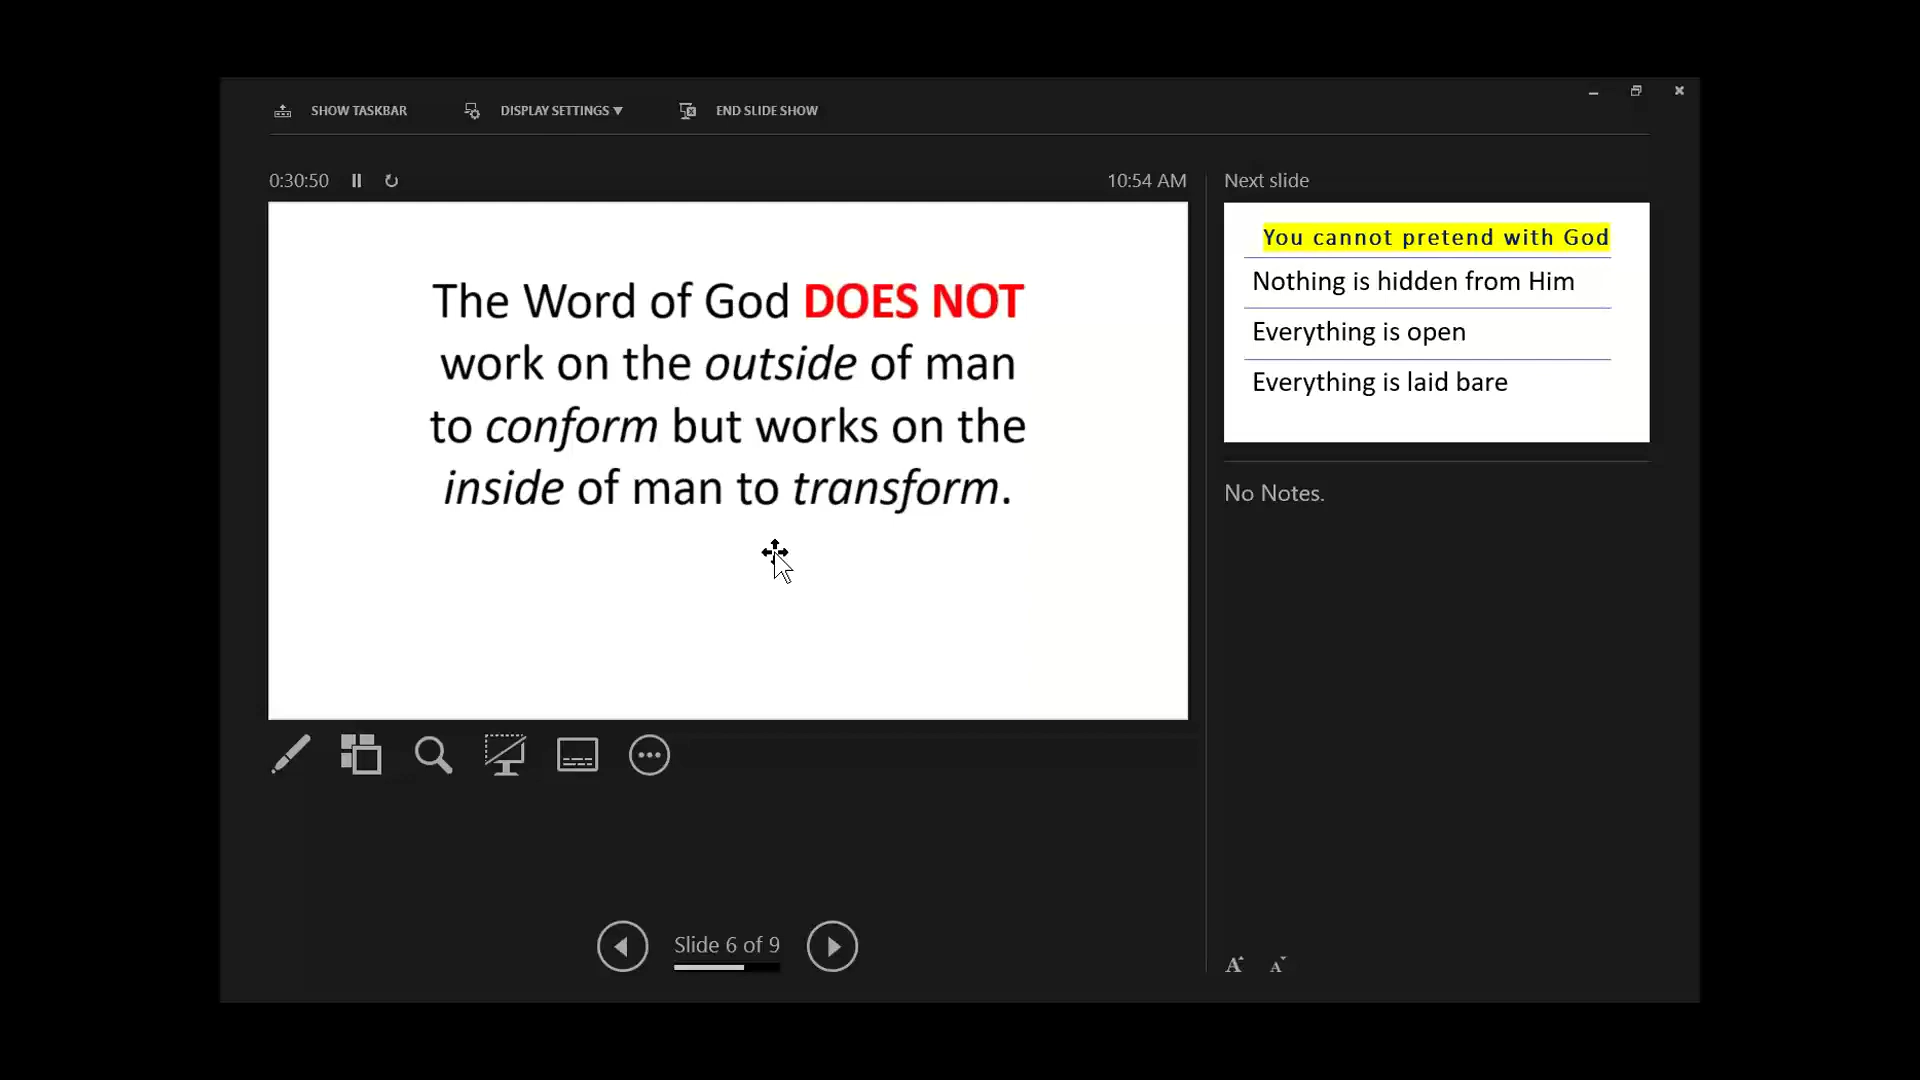 SHOW TASKBAR
DISPLAY SETTINGS ▼
END SLIDE SHOW
0:30:50
10:54 AM
The Word of God DOES NOT
work on the outside of man
to conform but works on the
inside of man to transform.
Slide 6 of 9
Next slide
You cannot pretend with God
Nothing is hidden from Him
Everything is open
Everything is laid bare
No Notes.
A A